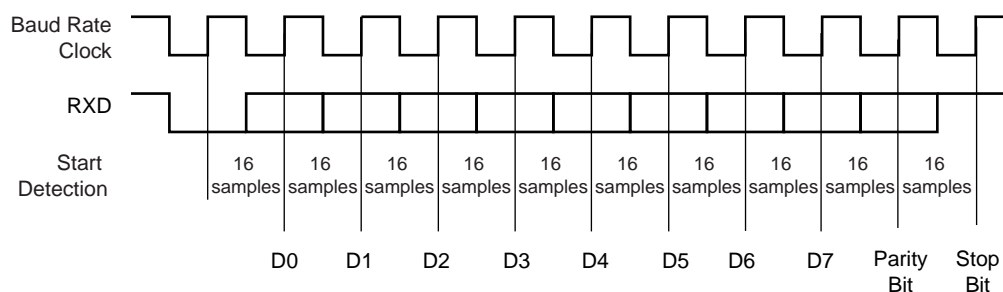 Baud Rate
Clock
RXD
Start
Detection
16 16 16 16 16 16 16 16 16 16
samples samples samples samples samples samples samples samples samples samples
D0 D1 D2 D3 D4 D5 D6 D7 Parity Stop
Bit Bit